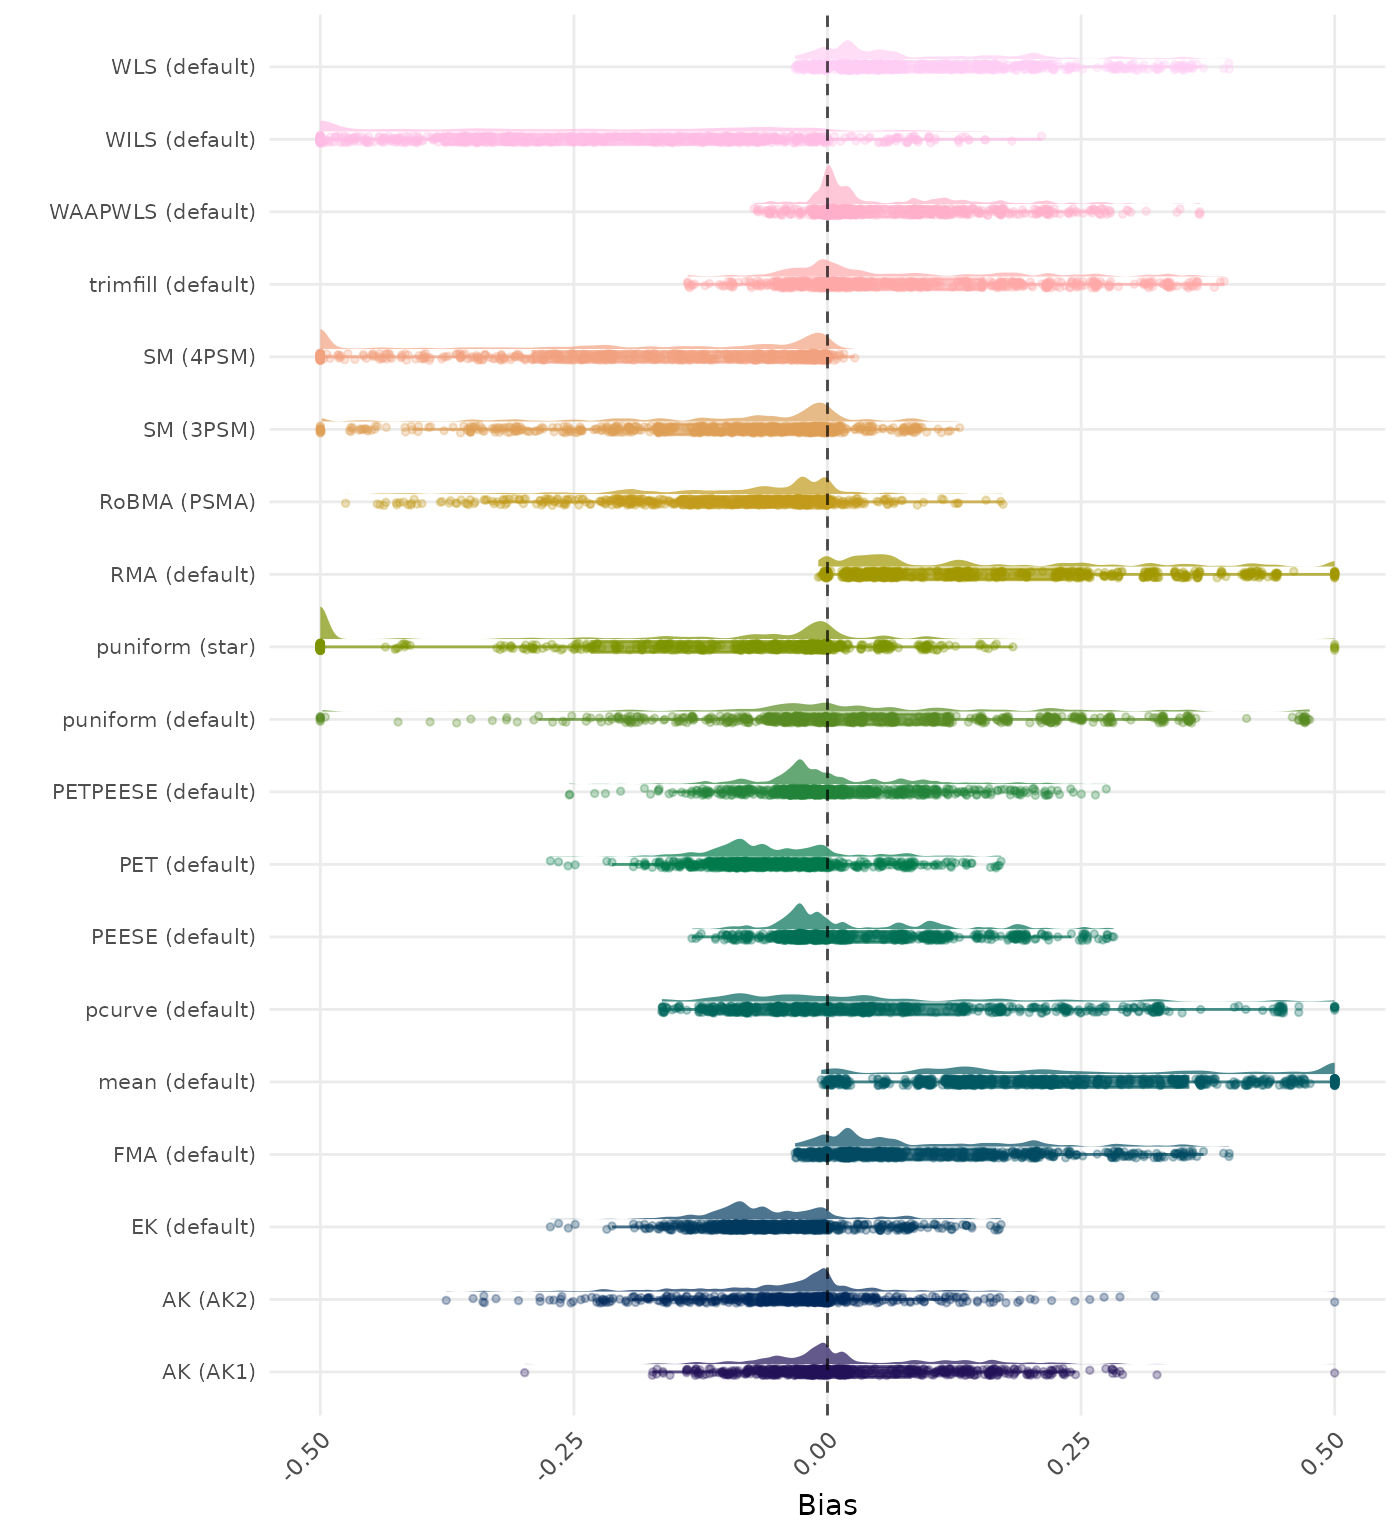 WLS (default)
WILS (default)
WAAPWLS (default)
trimfill (default)
SM (4PSM)
SM (3PSM)
RoBMA (PSMA)
RMA (default)
puniform (star)
puniform (default)
PETPEESE (default)
PET (default)
PEESE (default)
pcurve (default)
mean (default)
FMA (default)
EK (default)
AK (AK2)
AK (AK1)
-0.50
-0.25
0.00
0.25
0.50
Bias